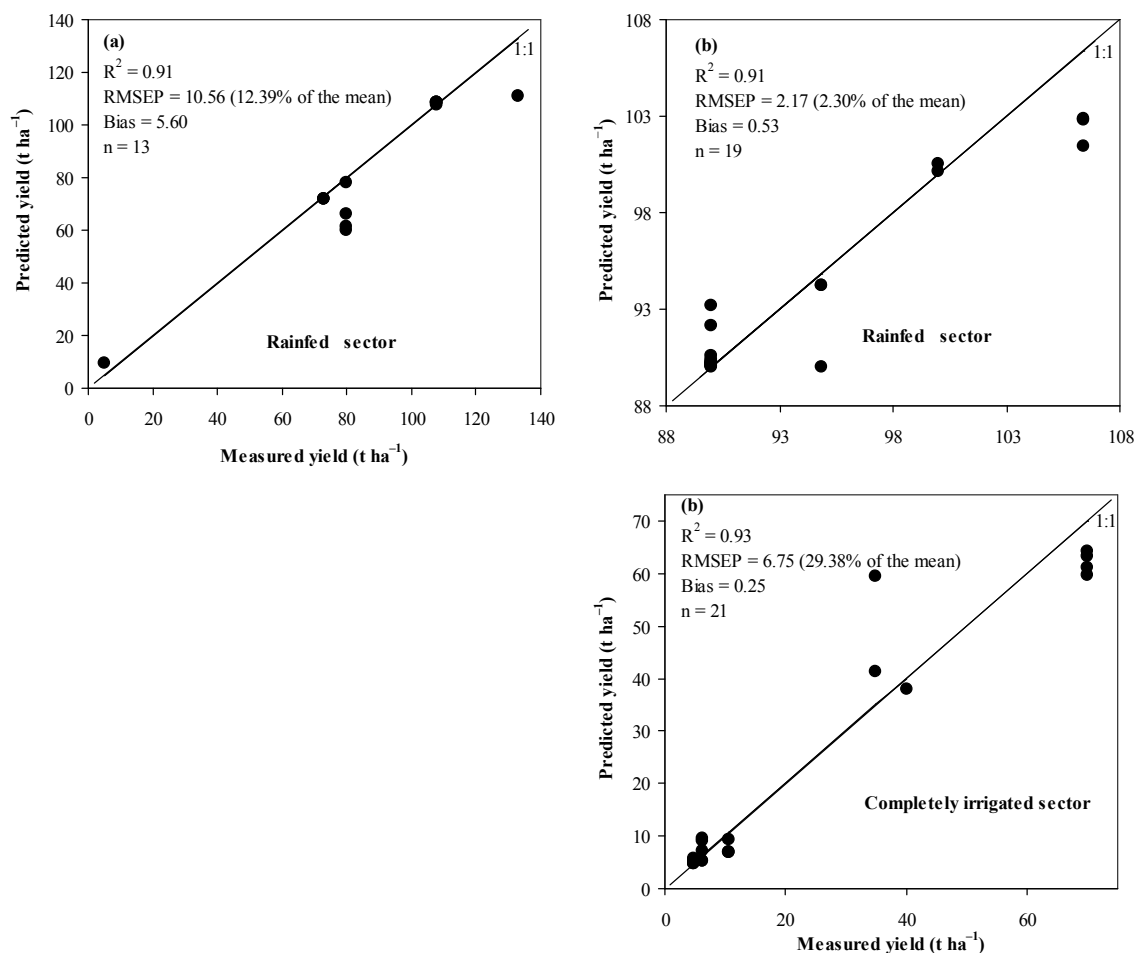 (a)
1:1
R² = 0.91
RMSEP = 10.56 (12.39% of the mean)
Bias = 5.60
n = 13
Rainfed sector
Predicted yield (t ha⁻¹)
140
120
100
80
60
40
20
0
0 20 40 60 80 100 120 140
Measured yield (t ha⁻¹)
(b)
1:1
R² = 0.91
RMSEP = 2.17 (2.30% of the mean)
Bias = 0.53
n = 19
Rainfed sector
Predicted yield (t ha⁻¹)
108
103
98
93
88
88 93 98 103 108
(b)
1:1
R² = 0.93
RMSEP = 6.75 (29.38% of the mean)
Bias = 0.25
n = 21
Completely irrigated sector
Predicted yield (t ha⁻¹)
70
60
50
40
30
20
10
0
0 20 40 60
Measured yield (t ha⁻¹)